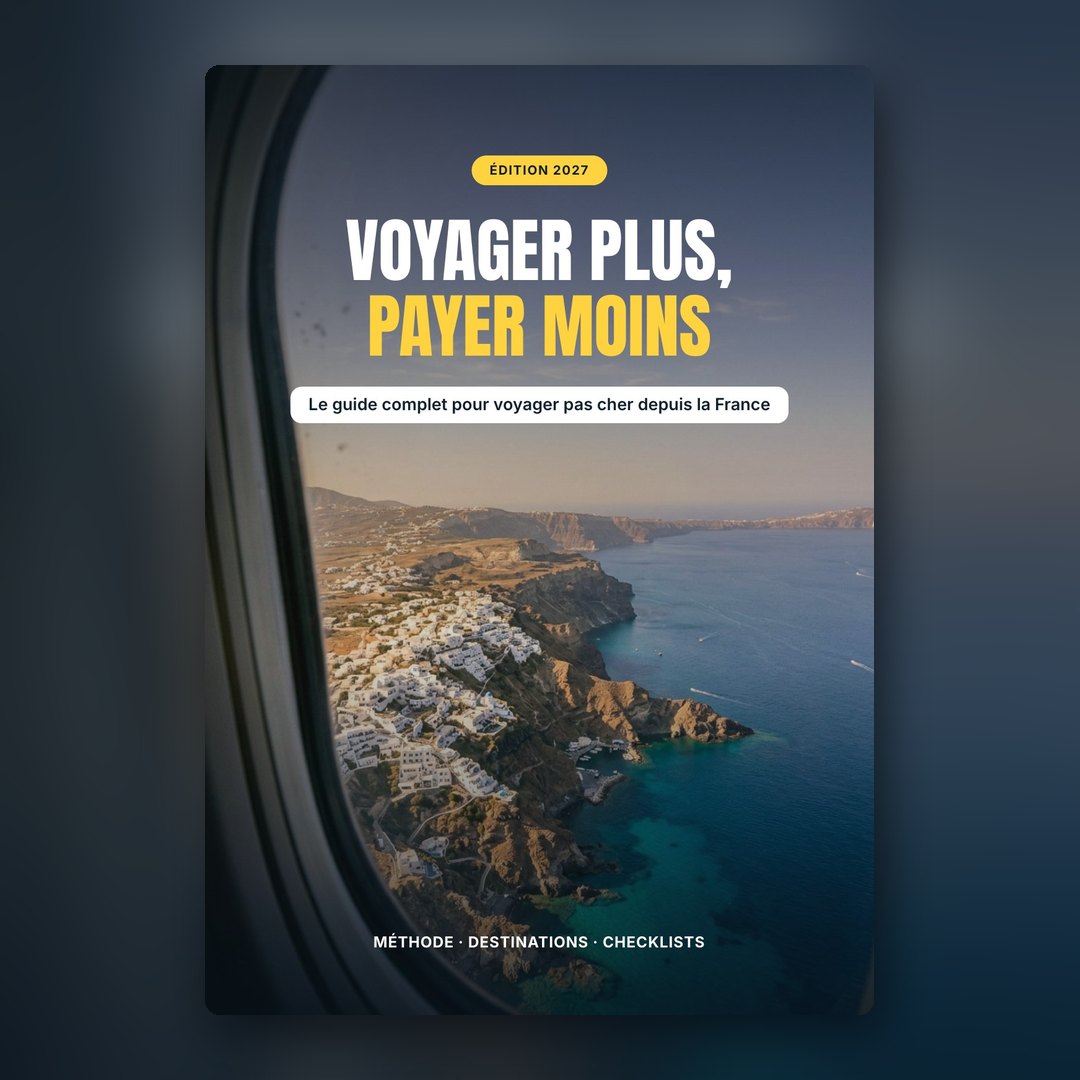 ÉDITION 2027
VOYAGER PLUS,
PAYER MOINS
Le guide complet pour voyager pas cher depuis la France
MÉTHODE · DESTINATIONS · CHECKLISTS